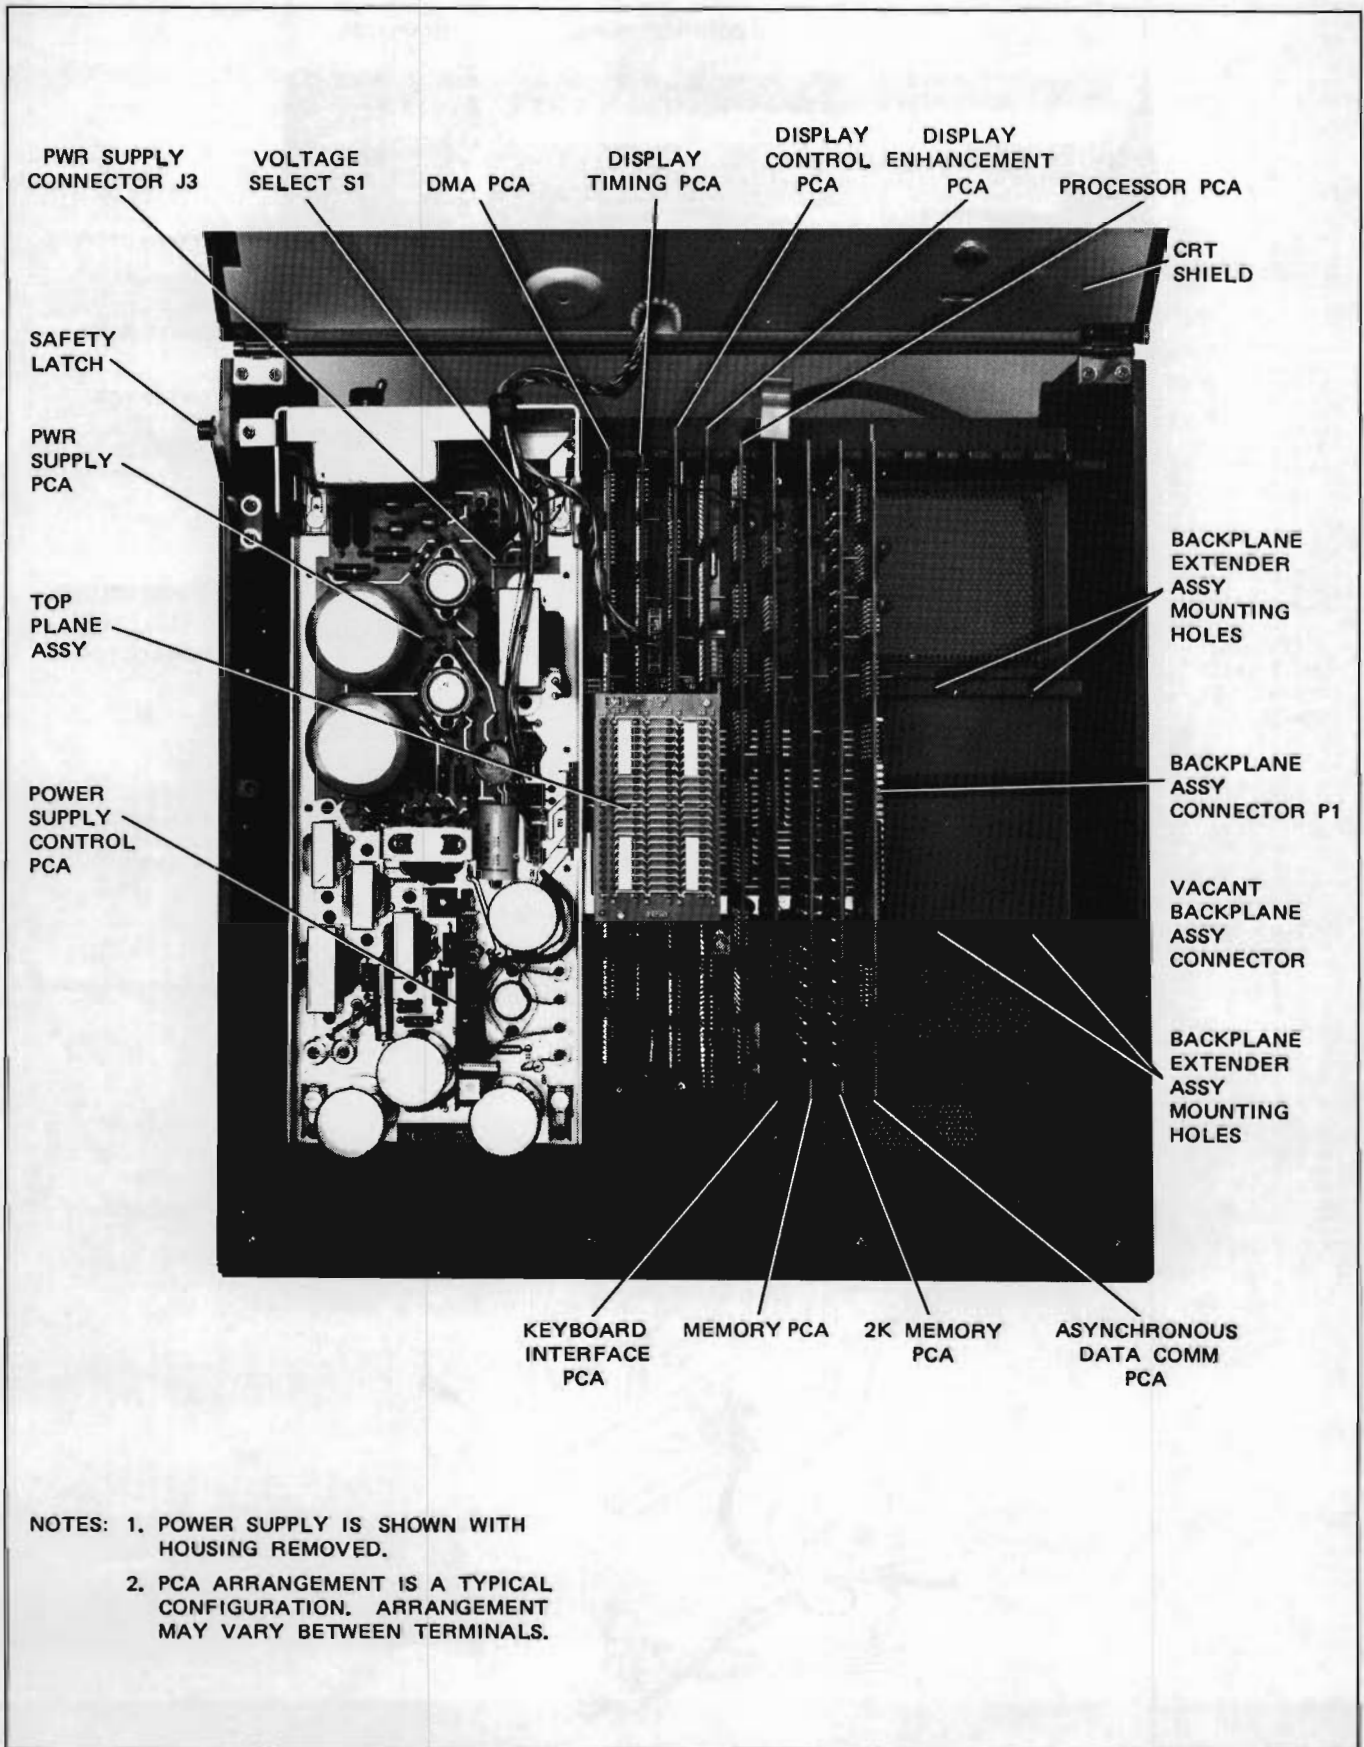 PWR SUPPLY
CONNECTOR J3
VOLTAGE
SELECT S1
DMA PCA
DISPLAY
TIMING PCA
DISPLAY
CONTROL
PCA
DISPLAY
ENHANCEMENT
PCA
PROCESSOR PCA
CRT
SHIELD
SAFETY
LATCH
PWR
SUPPLY
PCA
TOP
PLANE
ASSY
POWER
SUPPLY
CONTROL
PCA
BACKPLANE
EXTENDER
ASSY
MOUNTING
HOLES
BACKPLANE
ASSY
CONNECTOR P1
VACANT
BACKPLANE
ASSY
CONNECTOR
BACKPLANE
EXTENDER
ASSY
MOUNTING
HOLES
KEYBOARD
INTERFACE
PCA
MEMORY PCA
2K MEMORY
PCA
ASYNCHRONOUS
DATA COMM
PCA
NOTES: 1. POWER SUPPLY IS SHOWN WITH
HOUSING REMOVED.
2. PCA ARRANGEMENT IS A TYPICAL
CONFIGURATION. ARRANGEMENT
MAY VARY BETWEEN TERMINALS.